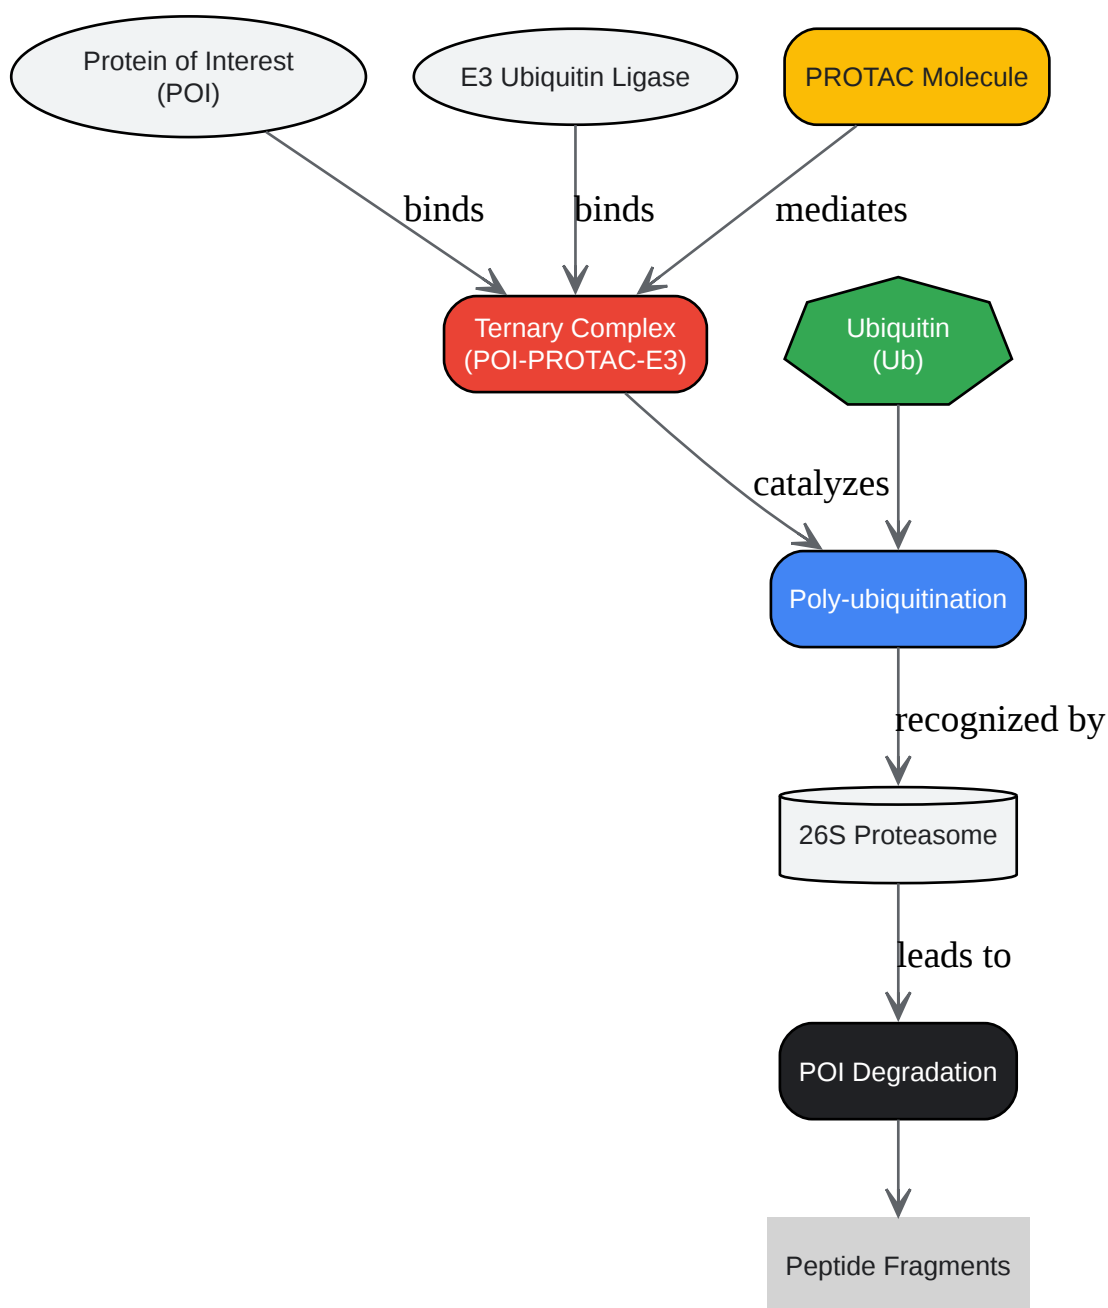 Protein of Interest
(POI)
E3 Ubiquitin Ligase
PROTAC Molecule
binds
binds
mediates
Ternary Complex
(POI-PROTAC-E3)
Ubiquitin
(Ub)
catalyzes
Poly-ubiquitination
recognized by
26S Proteasome
leads to
POI Degradation
Peptide Fragments